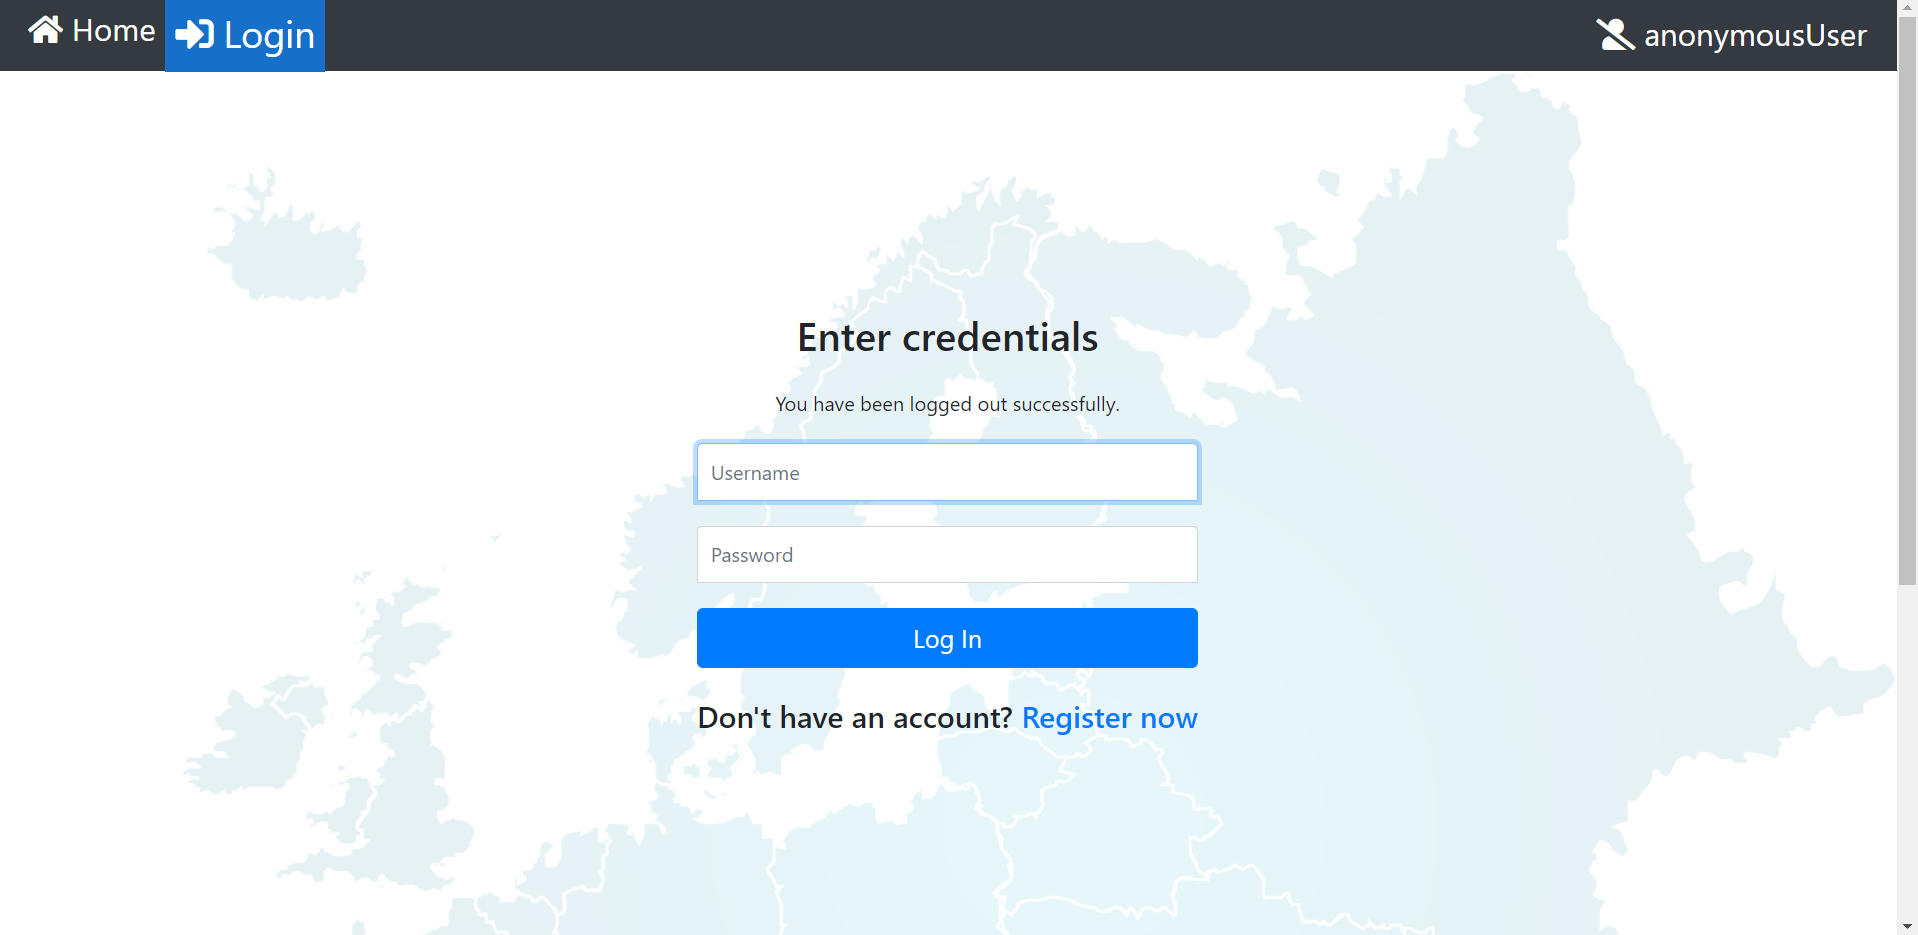 Home Login anonymousUser
Enter credentials
You have been logged out successfully.
Username
Password
Log In
Don't have an account? Register now